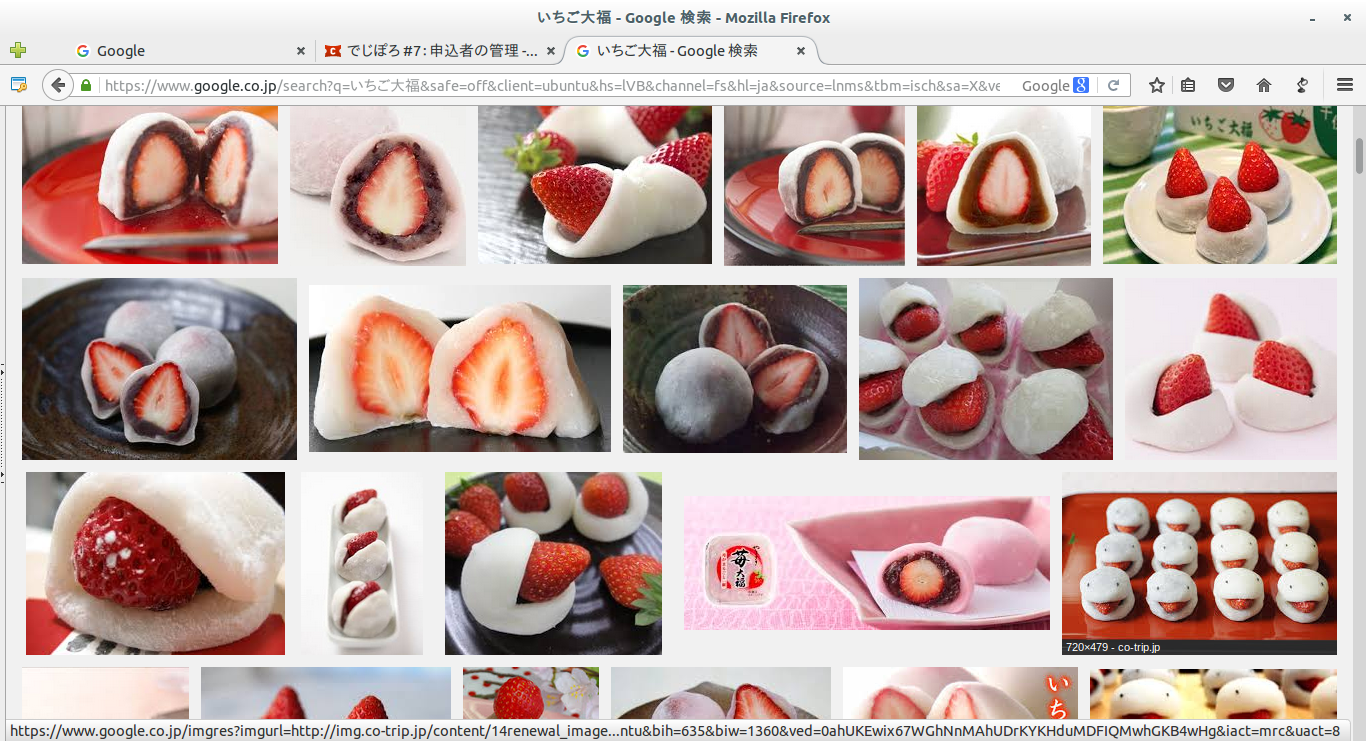 いちご大福 - Google 検索 - Mozilla Firefox
Google
でじぽろ#7: 申込者の管理 -...
いちご大福 - Google 検索
https://www.google.co.jp/search?q=いちご大福&safe=off&client=ubuntu&hs=lVB&channel=fs&hl=ja&source=lnms&tbm=isch&sa=X&ve
Google
いちご大福
苺
大福
720×479 - co-trip.jp
いち
https://www.google.co.jp/imgres?imgurl=http://img.co-trip.jp/content/14renewal_image...ntu&bih=635&biw=1360&ved=0ahUKEwix67WGhNnMAhUDrKYKHduMDFIQMwhGKB4wHg&iact=mrc&uact=8